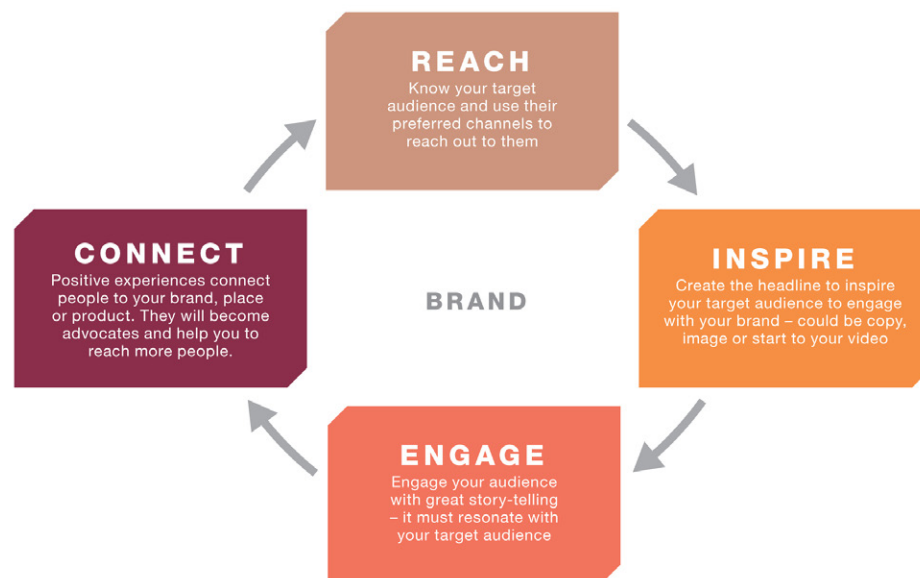 REACH
Know your target
audience and use their
preferred channels to
reach out to them
CONNECT
Positive experiences connect
people to your brand, place
or product. They will become
advocates and help you to
reach more people.
BRAND
INSPIRE
Create the headline to inspire
your target audience to engage
with your brand – could be copy,
image or start to your video
ENGAGE
Engage your audience
with great story-telling
– it must resonate with
your target audience